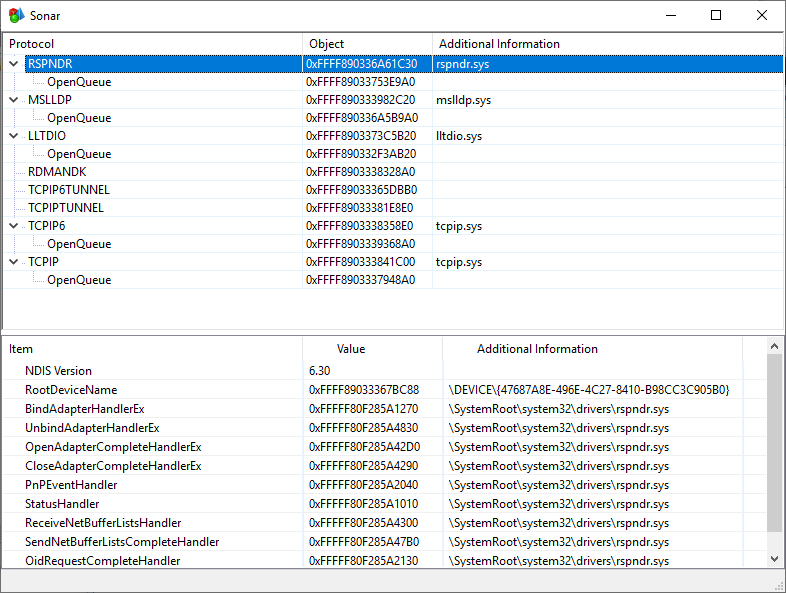 Sonar
Protocol Object Additional Information
RSPNDR 0xFFFF890336A61C30 rspndr.sys
OpenQueue 0xFFFF89033753E9A0
MSLLDP 0xFFFF890333982C20 mslldp.sys
OpenQueue 0xFFFF890336A5B9A0
LLTDIO 0xFFFF8903373C5B20 lltdio.sys
OpenQueue 0xFFFF890332F3AB20
RDMANDK 0xFFFF8903338328A0
TCPIP6TUNNEL 0xFFFF89033365DBB0
TCPIPTUNNEL 0xFFFF89033381E8E0
TCPIP6 0xFFFF8903338358E0 tcpip.sys
OpenQueue 0xFFFF8903339368A0
TCPIP 0xFFFF890333841C00 tcpip.sys
OpenQueue 0xFFFF8903337948A0
Item Value Additional Information
NDIS Version 6.30
RootDeviceName 0xFFFF89033367BC88 \DEVICE\{47687A8E-496E-4C27-8410-B98CC3C905B0}
BindAdapterHandlerEx 0xFFFFF80F285A1270 \SystemRoot\system32\drivers\rspndr.sys
UnbindAdapterHandlerEx 0xFFFFF80F285A4830 \SystemRoot\system32\drivers\rspndr.sys
OpenAdapterCompleteHandlerEx 0xFFFFF80F285A42D0 \SystemRoot\system32\drivers\rspndr.sys
CloseAdapterCompleteHandlerEx 0xFFFFF80F285A4290 \SystemRoot\system32\drivers\rspndr.sys
PnPEventHandler 0xFFFFF80F285A2040 \SystemRoot\system32\drivers\rspndr.sys
StatusHandler 0xFFFFF80F285A1010 \SystemRoot\system32\drivers\rspndr.sys
ReceiveNetBufferListsHandler 0xFFFFF80F285A4300 \SystemRoot\system32\drivers\rspndr.sys
SendNetBufferListsCompleteHandler 0xFFFFF80F285A47B0 \SystemRoot\system32\drivers\rspndr.sys
OidRequestCompleteHandler 0xFFFFF80F285A2130 \SystemRoot\system32\drivers\rspndr.sys